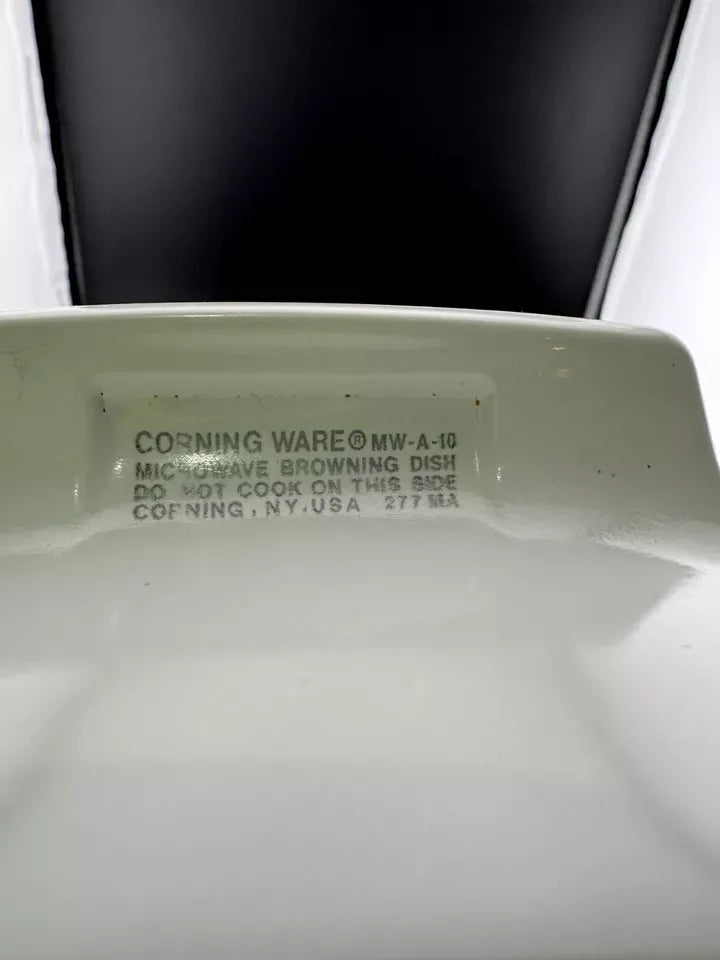 CORNING WARE® MW-A-10
MICROWAVE BROWNING DISH
DO NOT COOK ON THIS SIDE
CORNING, NY. USA 277 MA